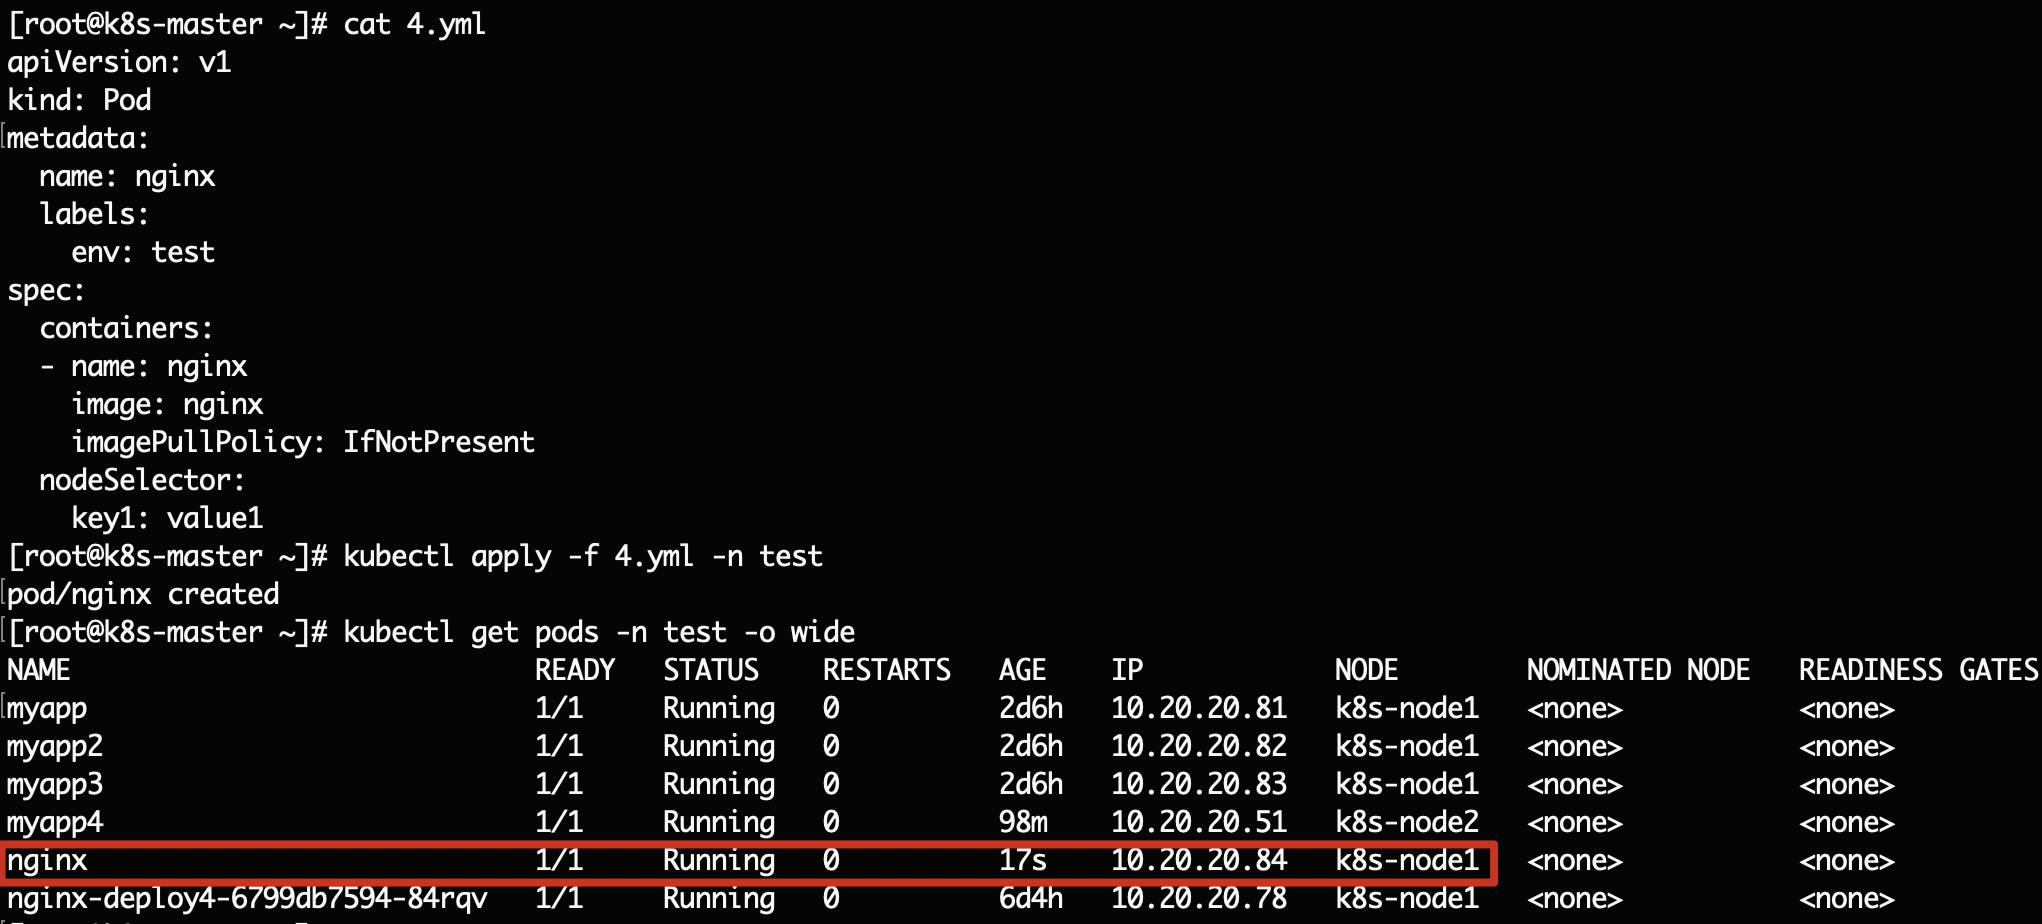 [root@k8s-master ~]# cat 4.yml
apiVersion: v1
kind: Pod
metadata:
  name: nginx
  labels:
    env: test
spec:
  containers:
  - name: nginx
    image: nginx
    imagePullPolicy: IfNotPresent
  nodeSelector:
    key1: value1
[root@k8s-master ~]# kubectl apply -f 4.yml -n test
pod/nginx created
[root@k8s-master ~]# kubectl get pods -n test -o wide
NAME                             READY   STATUS    RESTARTS   AGE    IP            NODE        NOMINATED NODE   READINESS GATES
myapp                            1/1     Running   0          2d6h   10.20.20.81   k8s-node1   <none>           <none>
myapp2                           1/1     Running   0          2d6h   10.20.20.82   k8s-node1   <none>           <none>
myapp3                           1/1     Running   0          2d6h   10.20.20.83   k8s-node1   <none>           <none>
myapp4                           1/1     Running   0          98m    10.20.20.51   k8s-node2   <none>           <none>
nginx                            1/1     Running   0          17s    10.20.20.84   k8s-node1   <none>           <none>
nginx-deploy4-6799db7594-84rqv   1/1     Running   0          6d4h   10.20.20.78   k8s-node1   <none>           <none>